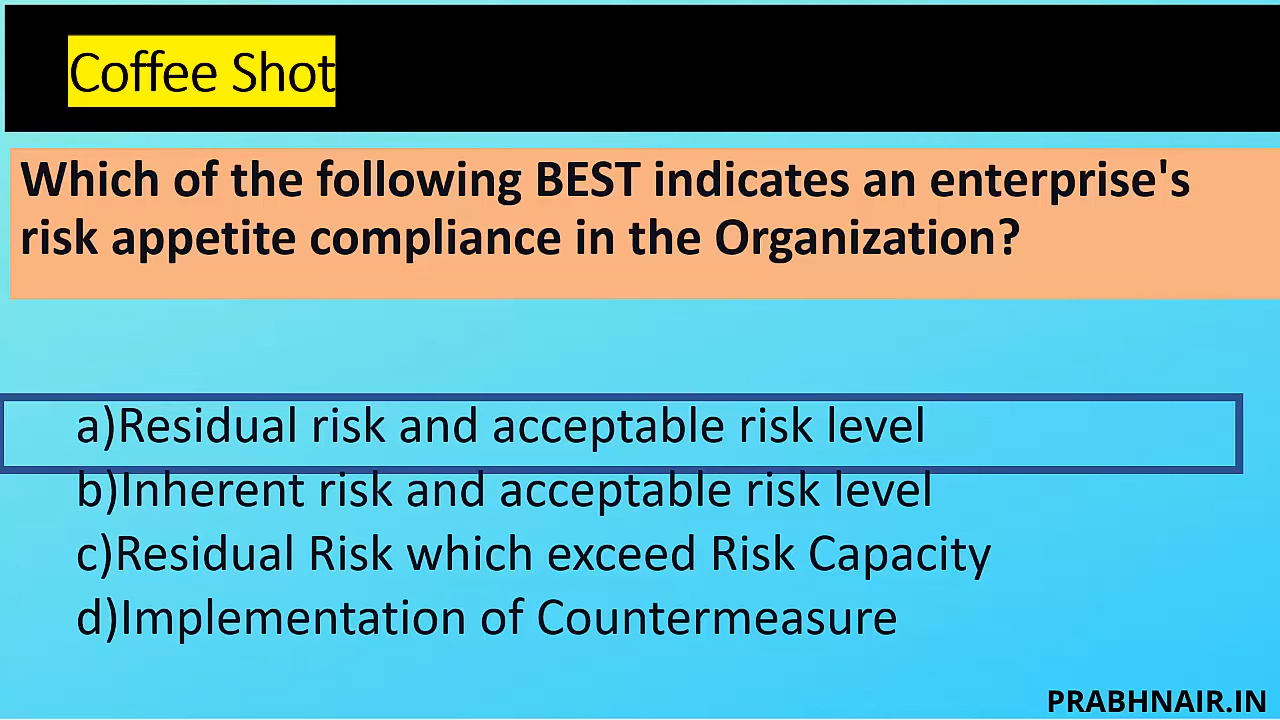 Coffee Shot
Which of the following BEST indicates an enterprise's
risk appetite compliance in the Organization?
a)Residual risk and acceptable risk level
b)Inherent risk and acceptable risk level
c)Residual Risk which exceed Risk Capacity
d)Implementation of Countermeasure
PRABHNAIR.IN